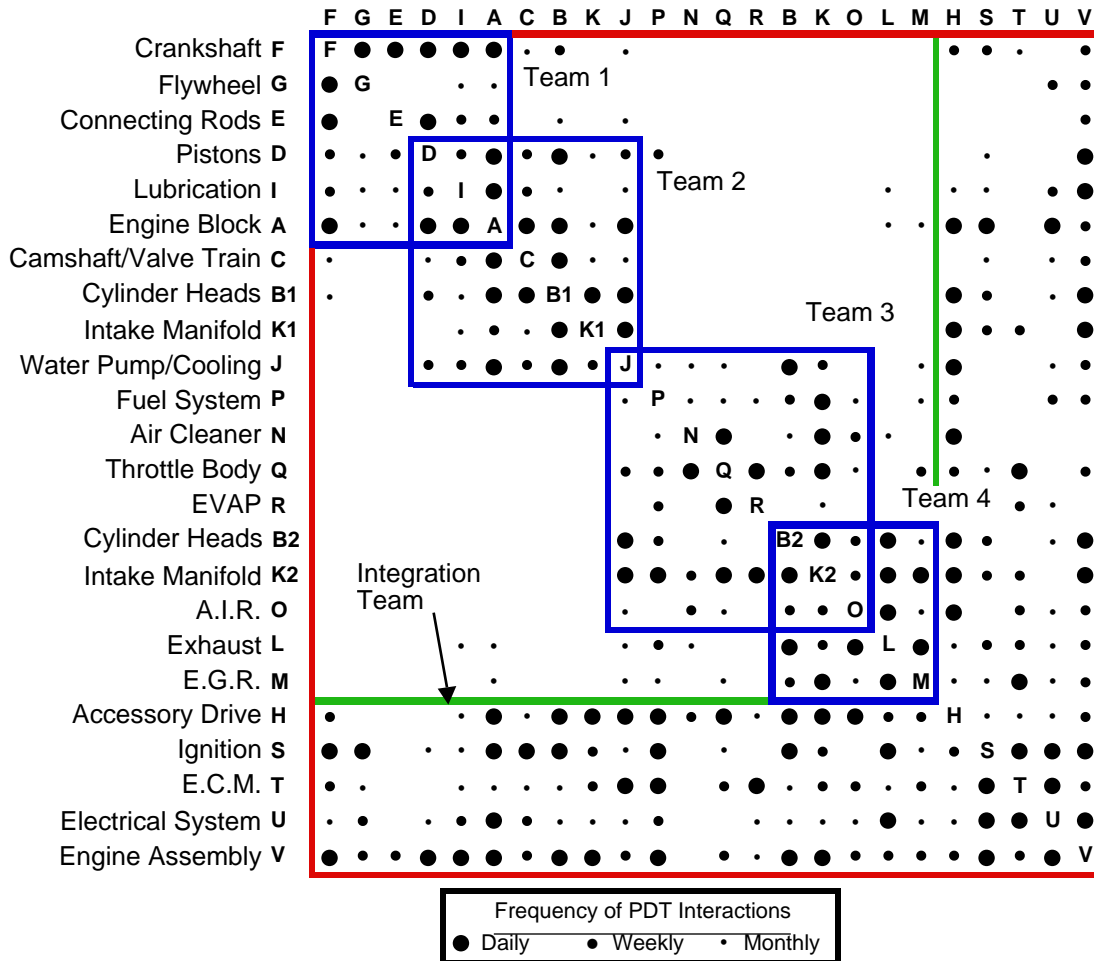 F G E D I A C B K J P N Q R B K O L M H S T U V
Crankshaft F F
Team 1
Flywheel G G
Connecting Rods E E
Pistons D D
Team 2
Lubrication I I
Engine Block A A
Camshaft/Valve Train C C
Cylinder Heads B1 B1
Team 3
Intake Manifold K1 K1
Water Pump/Cooling J J
Fuel System P P
Air Cleaner N N
Throttle Body Q Q
Team 4
EVAP R R
Cylinder Heads B2 B2
Intake Manifold K2 K2
Integration
Team
A.I.R. O O
Exhaust L L
E.G.R. M M
Accessory Drive H H
Ignition S S
E.C.M. T T
Electrical System U U
Engine Assembly V V
Frequency of PDT Interactions
Daily Weekly Monthly